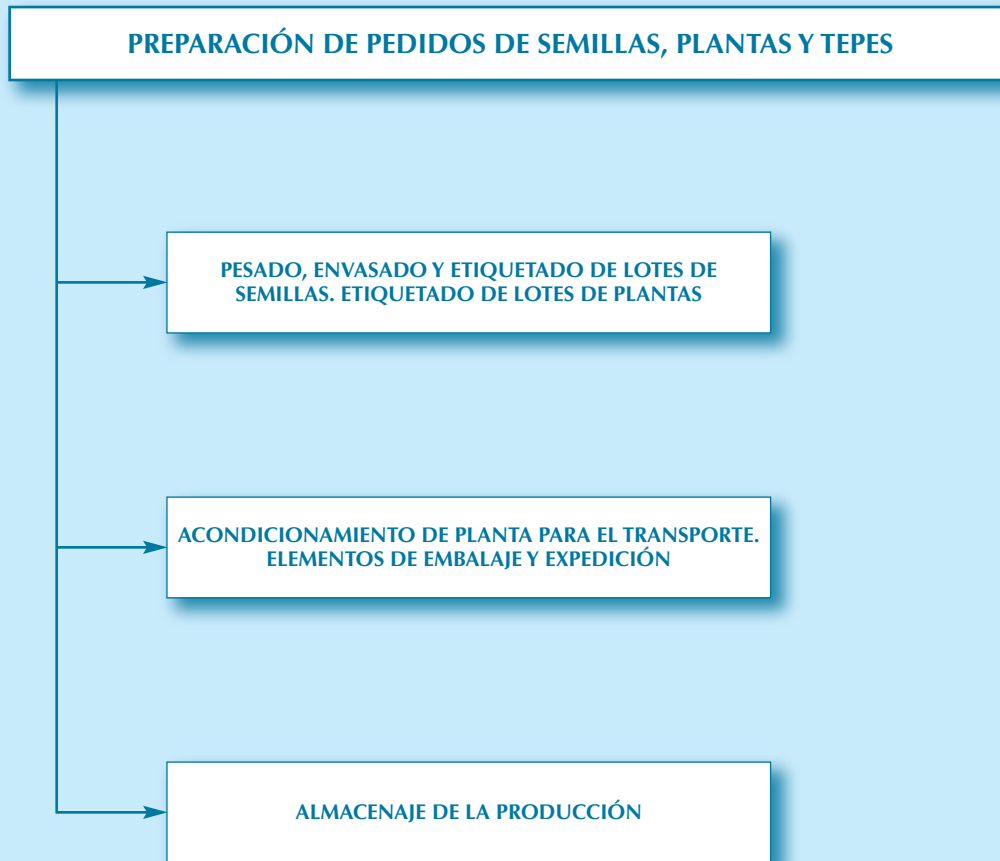 PREPARACIÓN DE PEDIDOS DE SEMILLAS, PLANTAS Y TEPES
PESADO, ENVASADO Y ETIQUETADO DE LOTES DE
SEMILLAS. ETIQUETADO DE LOTES DE PLANTAS
ACONDICIONAMIENTO DE PLANTA PARA EL TRANSPORTE.
ELEMENTOS DE EMBALAJE Y EXPEDICIÓN
ALMACENAJE DE LA PRODUCCIÓN